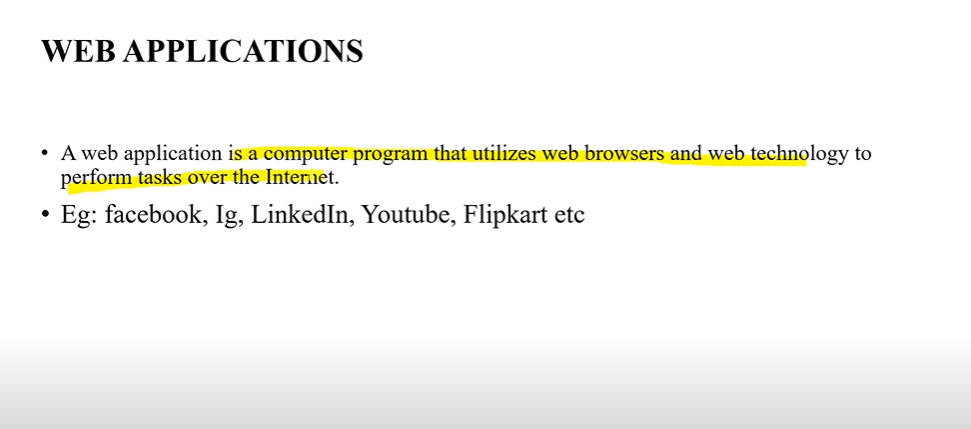 WEB APPLICATIONS
• A web application is a computer program that utilizes web browsers and web technology to
perform tasks over the Internet.
• Eg: facebook, Ig, LinkedIn, Youtube, Flipkart etc